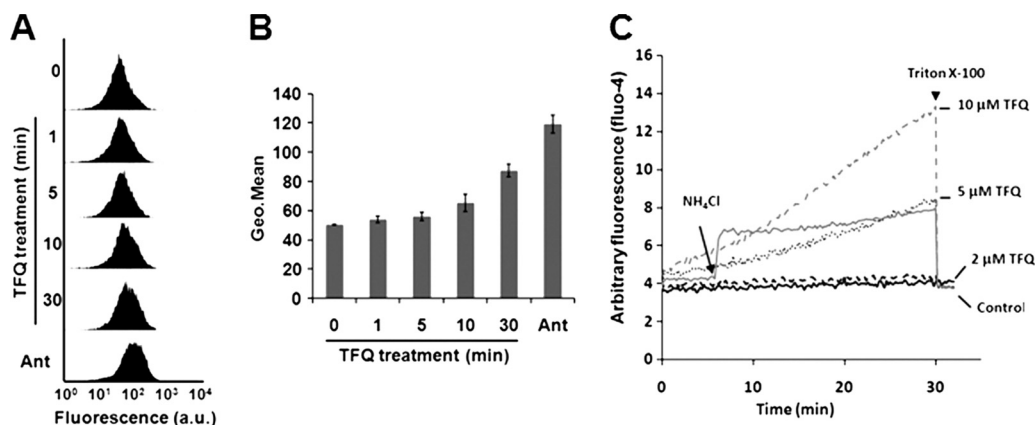 A
0
1
5
10
30
TFQ treatment (min)
Ant
10⁰ 10¹ 10² 10³ 10⁴
Fluorescence (a.u.)
B
Geo.Mean
140
120
100
80
60
40
20
0
0 1 5 10 30 Ant
TFQ treatment (min)
C
Arbitrary fluorescence (fluo-4)
16
14
12
10
8
6
4
2
0
0 10 20 30
Time (min)
NH₄Cl
Triton X-100
10 µM TFQ
5 µM TFQ
2 µM TFQ
Control